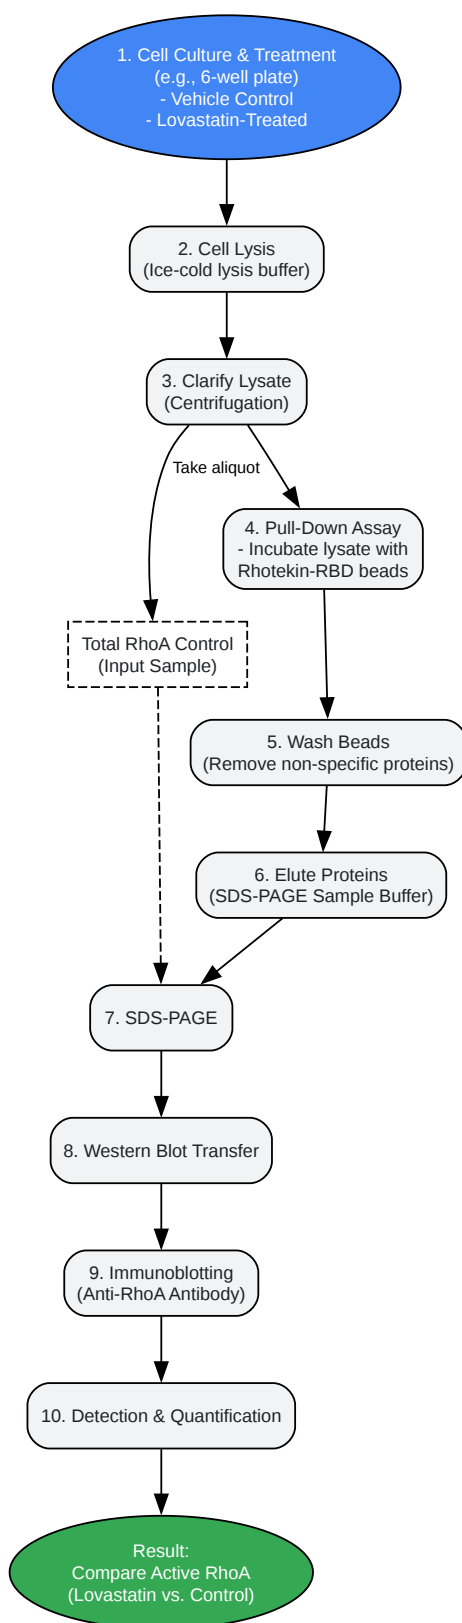 1. Cell Culture & Treatment
(e.g., 6-well plate)
- Vehicle Control
- Lovastatin-Treated
2. Cell Lysis
(Ice-cold lysis buffer)
3. Clarify Lysate
(Centrifugation)
Take aliquot
4. Pull-Down Assay
- Incubate lysate with
Rhotekin-RBD beads
Total RhoA Control
(Input Sample)
5. Wash Beads
(Remove non-specific proteins)
6. Elute Proteins
(SDS-PAGE Sample Buffer)
7. SDS-PAGE
8. Western Blot Transfer
9. Immunoblotting
(Anti-RhoA Antibody)
10. Detection & Quantification
Result:
Compare Active RhoA
(Lovastatin vs. Control)